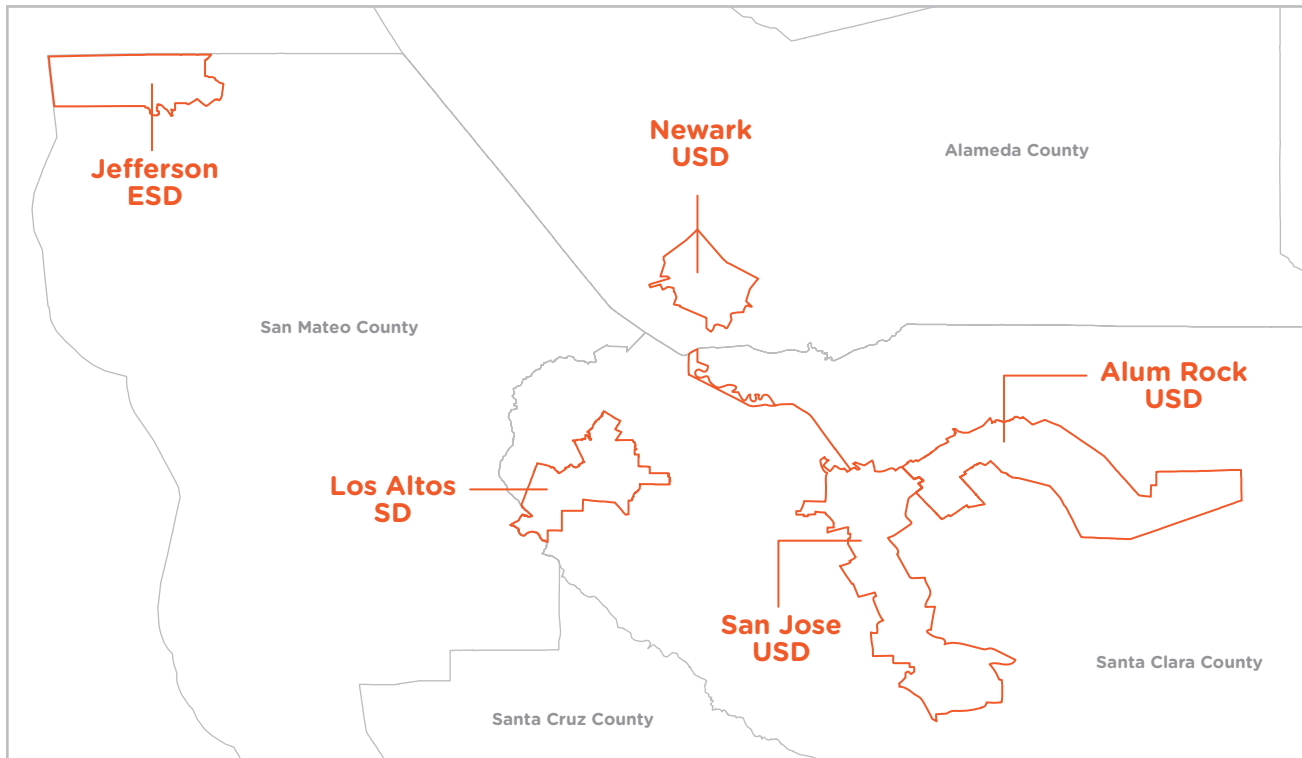 Newark
USD
Alameda County
Jefferson
ESD
San Mateo County
Alum Rock
USD
Los Altos
SD
San Jose
USD
Santa Clara County
Santa Cruz County